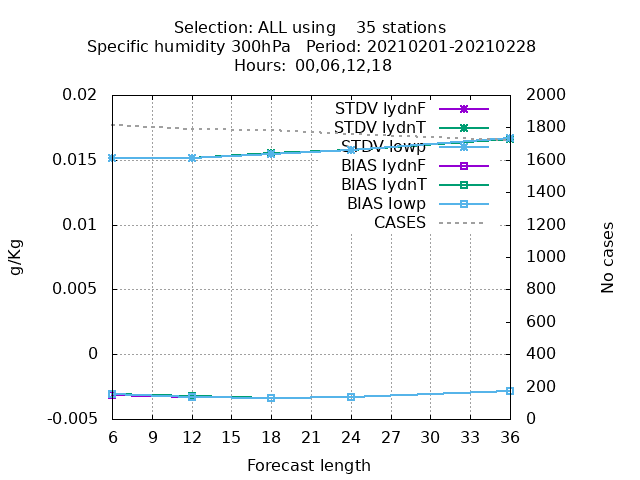 Selection: ALL using    35 stations
Specific humidity 300hPa   Period: 20210201-20210228
Hours: 00,06,12,18
STDV lydnF
STDV lydnT
STDV lowp
BIAS lydnF
BIAS lydnT
BIAS lowp
CASES
0.02
0.015
0.01
0.005
0
-0.005
g/Kg
2000
1800
1600
1400
1200
1000
800
600
400
200
0
No cases
6 9 12 15 18 21 24 27 30 33 36
Forecast length